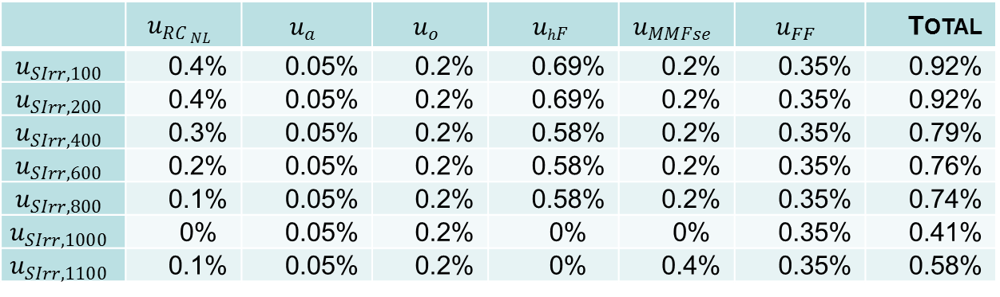 u_{RC_{NL}} u_a u_o u_{hF} u_{MMFse} u_{FF} TOTAL
u_{SIrr,100} 0.4% 0.05% 0.2% 0.69% 0.2% 0.35% 0.92%
u_{SIrr,200} 0.4% 0.05% 0.2% 0.69% 0.2% 0.35% 0.92%
u_{SIrr,400} 0.3% 0.05% 0.2% 0.58% 0.2% 0.35% 0.79%
u_{SIrr,600} 0.2% 0.05% 0.2% 0.58% 0.2% 0.35% 0.76%
u_{SIrr,800} 0.1% 0.05% 0.2% 0.58% 0.2% 0.35% 0.74%
u_{SIrr,1000} 0% 0.05% 0.2% 0% 0% 0.35% 0.41%
u_{SIrr,1100} 0.1% 0.05% 0.2% 0% 0.4% 0.35% 0.58%